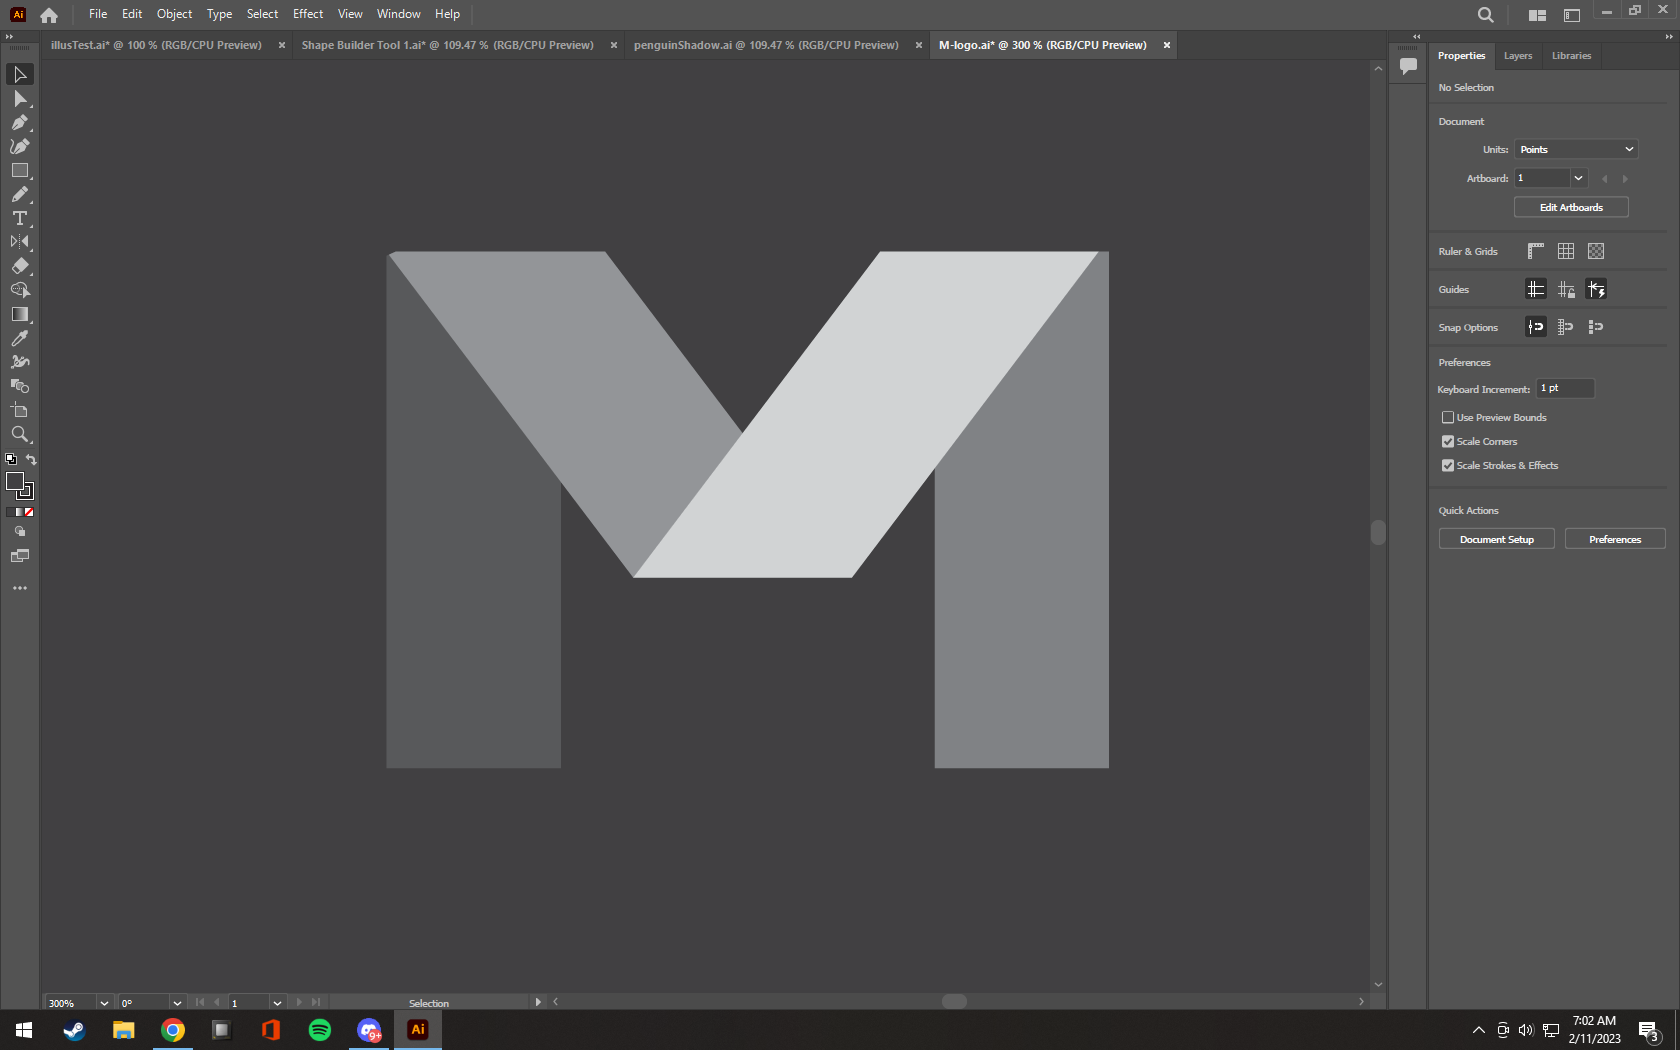 Ai File Edit Object Type Select Effect View Window Help
illusTest.ai* @ 100 % (RGB/CPU Preview) Shape Builder Tool 1.ai* @ 109.47 % (RGB/CPU Preview) penguinShadow.ai @ 109.47 % (RGB/CPU Preview) M-logo.ai* @ 300 % (RGB/CPU Preview)
Properties Layers Libraries
No Selection
Document
Units: Points
Artboard: 1
Edit Artboards
Ruler & Grids
Guides
Snap Options
Preferences
Keyboard Increment: 1 pt
Use Preview Bounds
Scale Corners
Scale Strokes & Effects
Quick Actions
Document Setup Preferences
M
300% 0° 1 Selection
9+ Ai
7:02 AM
2/11/2023 3